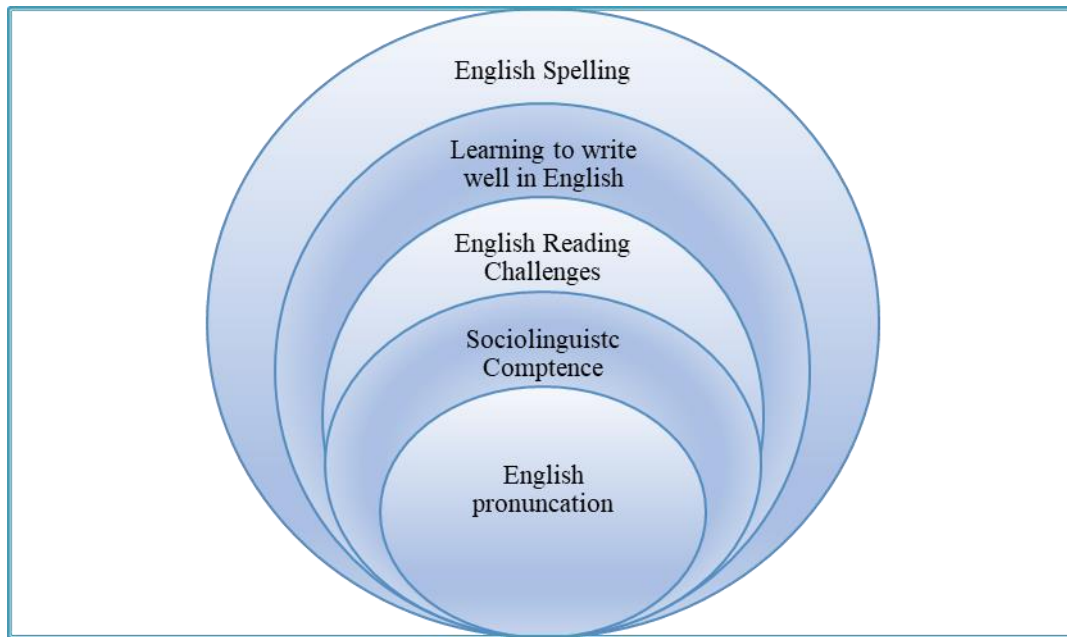 English Spelling
Learning to write
well in English
English Reading
Challenges
Sociolinguistc
Comptence
English
pronuncation